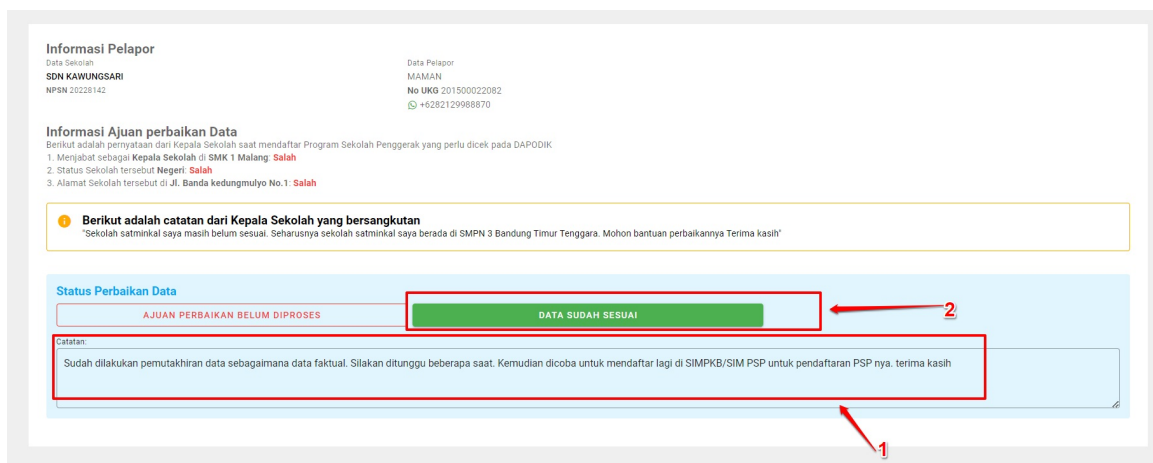 Informasi Pelapor
Data Sekolah
SDN KAWUNGSARI
NPSN 20228142
Data Pelapor
MAMAN
No UKG 201500022082
+6282129988870
Informasi Ajuan perbaikan Data
Berikut adalah pernyataan dari Kepala Sekolah saat mendaftar Program Sekolah Penggerak yang perlu dicek pada DAPODIK
1. Menjabat sebagai Kepala Sekolah di SMK 1 Malang: Salah
2. Status Sekolah tersebut Negeri: Salah
3. Alamat Sekolah tersebut di Jl. Banda kedungmulyo No.1: Salah
Berikut adalah catatan dari Kepala Sekolah yang bersangkutan
"Sekolah satminkal saya masih belum sesuai. Seharusnya sekolah satminkal saya berada di SMPN 3 Bandung Timur Tenggara. Mohon bantuan perbaikannya Terima kasih"
Status Perbaikan Data
AJUAN PERBAIKAN BELUM DIPROSES
DATA SUDAH SESUAI
2
Catatan:
Sudah dilakukan pemutakhiran data sebagaimana data faktual. Silakan ditunggu beberapa saat. Kemudian dicoba untuk mendaftar lagi di SIMPKB/SIM PSP untuk pendaftaran PSP nya. terima kasih
1